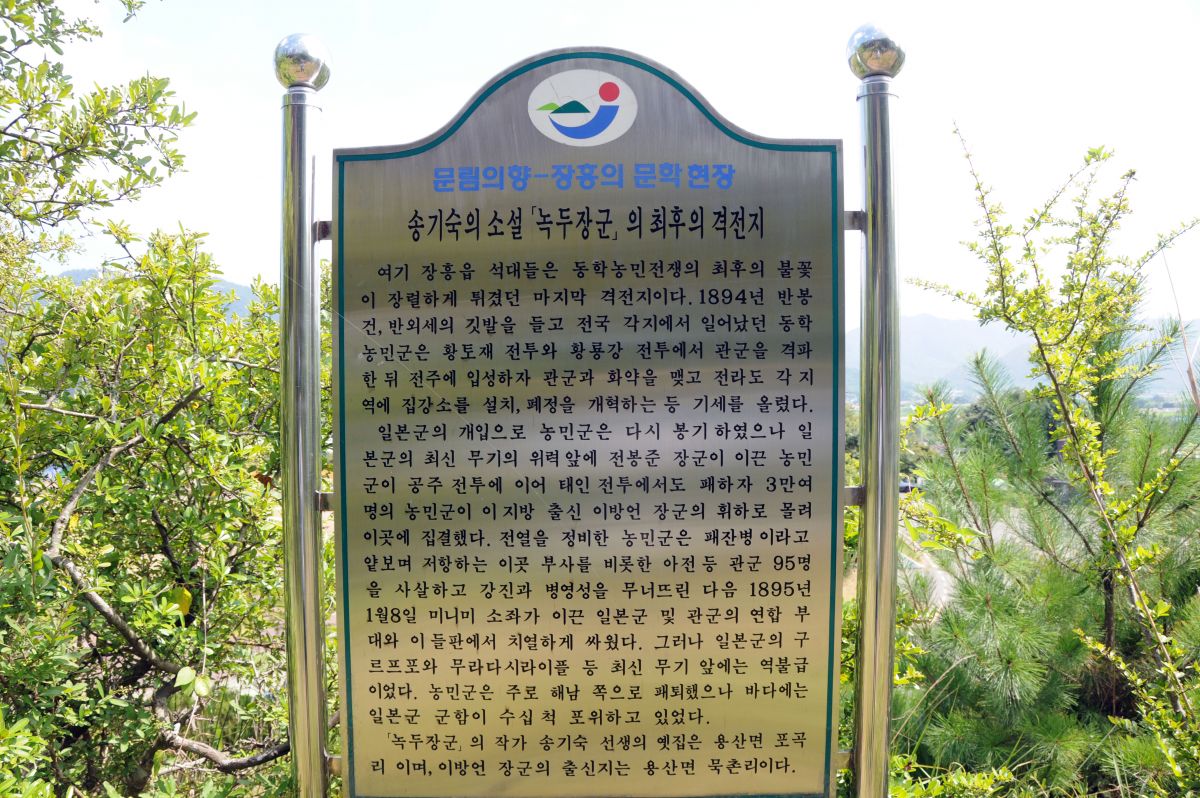 문림의향-장흥의 문학현장
송기숙의 소설 「녹두장군」의 최후의 격전지
여기 장흥읍 석대들은 동학농민전쟁의 최후의 불꽃
이 장렬하게 튀겼던 마지막 격전지이다. 1894년 반봉
건, 반외세의 깃발을 들고 전국 각지에서 일어났던 동학
농민군은 황토재 전투와 황룡강 전투에서 관군을 격파
한 뒤 전주에 입성하자 관군과 화약을 맺고 전라도 각 지
역에 집강소를 설치, 폐정을 개혁하는 등 기세를 올렸다.
일본군의 개입으로 농민군은 다시 봉기 하였으나 일
본군의 최신 무기의 위력 앞에 전봉준 장군이 이끈 농민
군이 공주 전투에 이어 태인 전투에서도 패하자 3만여
명의 농민군이 이 지방 출신 이방언 장군의 휘하로 몰려
이곳에 집결했다. 전열을 정비한 농민군은 패잔병 이라고
얕보며 저항하는 이곳 부사를 비롯한 아전 등 관군 95명
을 사살하고 강진과 병영성을 무너뜨린 다음 1895년
1월8일 미니미 소좌가 이끈 일본군 및 관군의 연합 부
대와 이 들판에서 치열하게 싸웠다. 그러나 일본군의 구
르프포와 무라다시라이플 등 최신 무기 앞에는 역불급
이었다. 농민군은 주로 해남 쪽으로 패퇴했으나 바다에는
일본군 군함이 수십 척 포위하고 있었다.
「녹두장군」의 작가 송기숙 선생의 옛집은 용산면 포곡
리 이며, 이방언 장군의 출신지는 용산면 묵촌리이다.